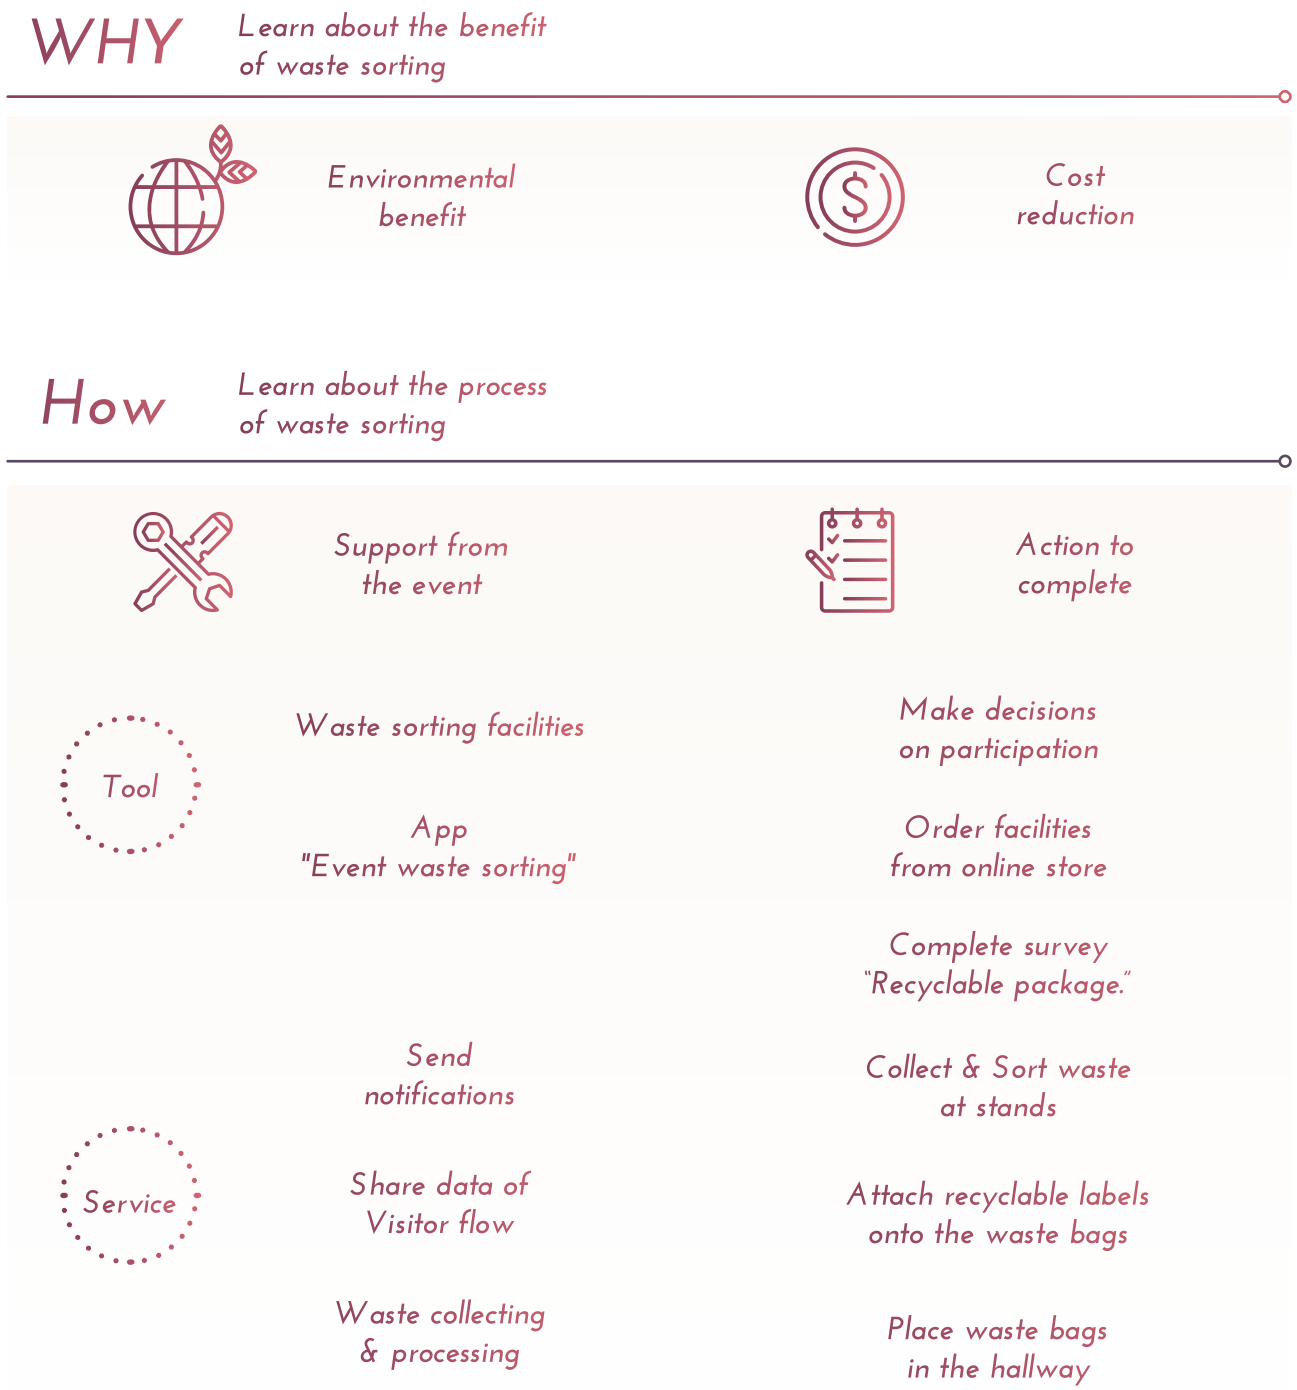 WHY
Learn about the benefit
of waste sorting
Environmental
benefit
Cost
reduction
How
Learn about the process
of waste sorting
Support from
the event
Action to
complete
Tool
Waste sorting facilities
App
"Event waste sorting"
Make decisions
on participation
Order facilities
from online store
Complete survey
“Recyclable package.”
Service
Send
notifications
Share data of
Visitor flow
Waste collecting
& processing
Collect & Sort waste
at stands
Attach recyclable labels
onto the waste bags
Place waste bags
in the hallway